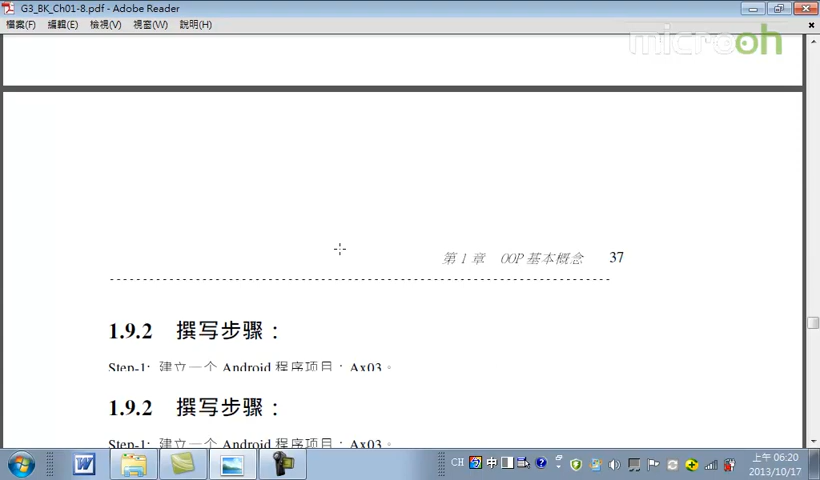 G3_BK_Ch01-8.pdf - Adobe Reader
檔案(F) 編輯(E) 檢視(V) 視窗(W) 說明(H)
microoh
第 1 章 OOP 基本概念 37
1.9.2 撰写步骤：
Step-1: 建立一个 Android 程序项目：Ax03。
1.9.2 撰写步骤：
Step-1: 建立一个 Android 程序项目：Ax03。
CH 中
上午 06:20
2013/10/17